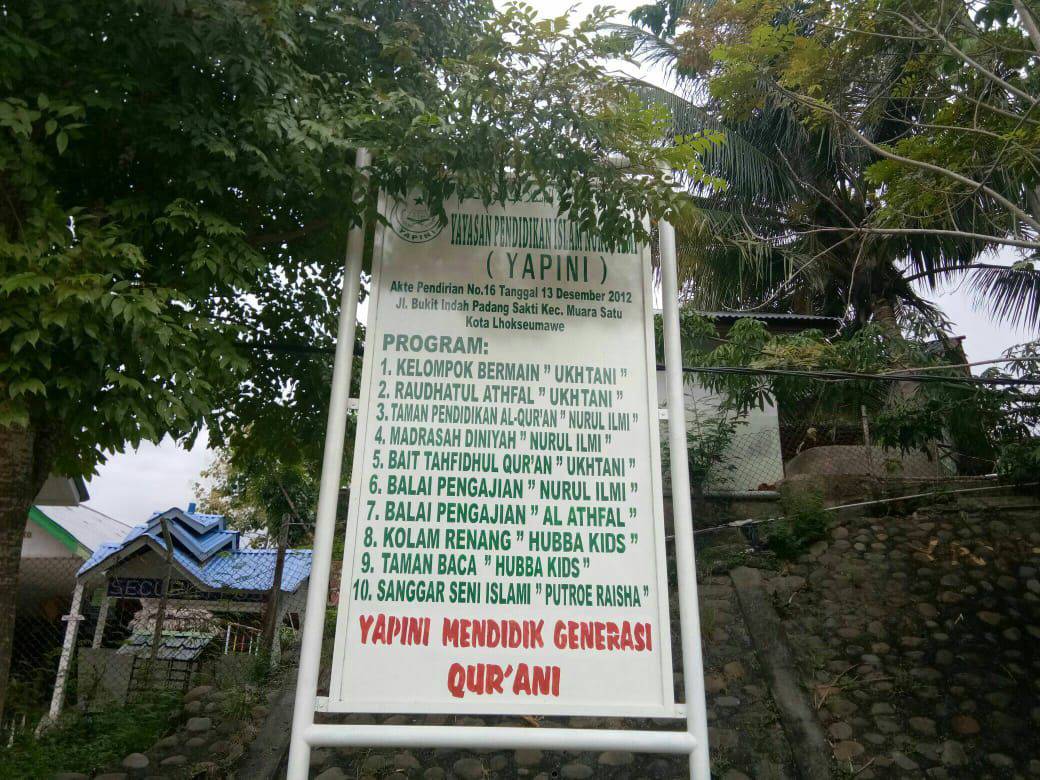 YAPINI
YAYASAN PENDIDIKAN ISLAM
( YAPINI )
Akte Pendirian No.16 Tanggal 13 Desember 2012
Jl. Bukit Indah Padang Sakti Kec. Muara Satu
Kota Lhokseumawe
PROGRAM:
1. KELOMPOK BERMAIN " UKHTANI "
2. RAUDHATUL ATHFAL " UKHTANI "
3. TAMAN PENDIDIKAN AL-QUR'AN " NURUL ILMI "
4. MADRASAH DINIYAH " NURUL ILMI "
5. BAIT TAHFIDHUL QUR'AN " UKHTANI "
6. BALAI PENGAJIAN " NURUL ILMI "
7. BALAI PENGAJIAN " AL ATHFAL "
8. KOLAM RENANG " HUBBA KIDS "
9. TAMAN BACA " HUBBA KIDS "
10. SANGGAR SENI ISLAMI " PUTROE RAISHA "
YAPINI MENDIDIK GENERASI
QUR'ANI